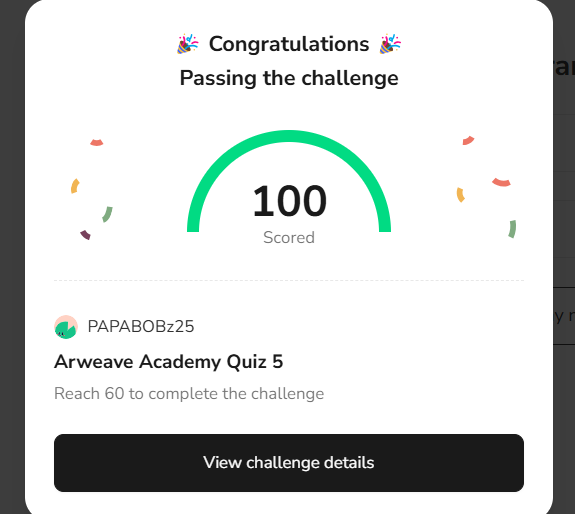 🎉 Congratulations 🎉
Passing the challenge
100
Scored
PAPABOBz25
Arweave Academy Quiz 5
Reach 60 to complete the challenge
View challenge details